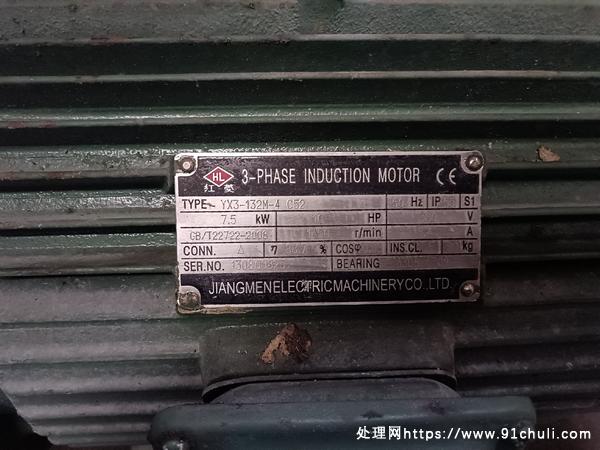 HL
红菱
3-PHASE INDUCTION MOTOR CE
TYPE YX3-132M-4 Hz IP S1
7.5 kW HP V
GB/T22722-2008 r/min A
CONN. η % COSφ INS.CL. kg
SER.NO. BEARING
JIANGMENELECTRICMACHINERYCO.LTD.
处理网https://www.91chuli.com/